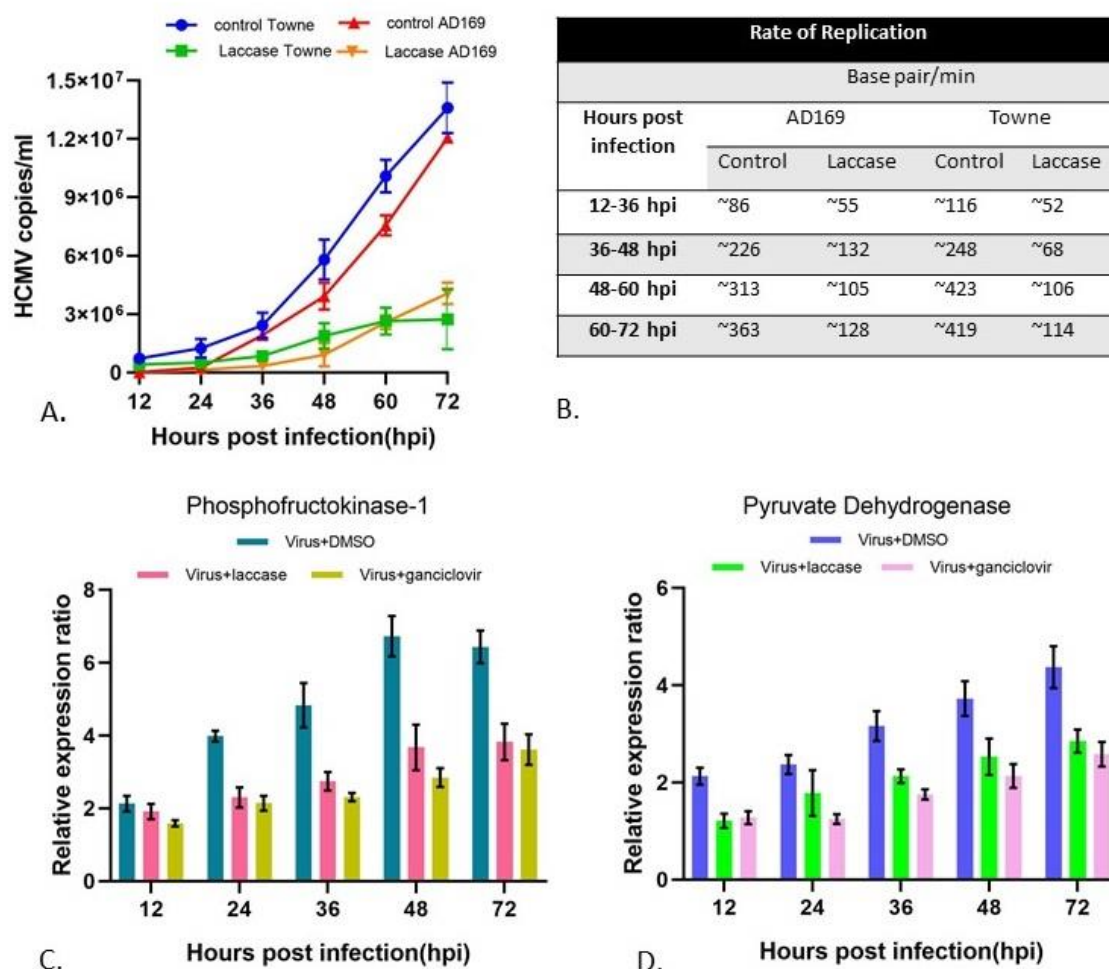 control Towne control AD169
Laccase Towne Laccase AD169
HCMV copies/ml
1.5×10⁷
1.2×10⁷
9×10⁶
6×10⁶
3×10⁶
0
12 24 36 48 60 72
Hours post infection(hpi)
A.
Rate of Replication
Base pair/min
Hours post infection AD169 Towne
Control Laccase Control Laccase
12-36 hpi ~86 ~55 ~116 ~52
36-48 hpi ~226 ~132 ~248 ~68
48-60 hpi ~313 ~105 ~423 ~106
60-72 hpi ~363 ~128 ~419 ~114
B.
Phosphofructokinase-1
Virus+DMSO
Virus+laccase Virus+ganciclovir
Relative expression ratio
8
6
4
2
0
12 24 36 48 72
Hours post infection(hpi)
C.
Pyruvate Dehydrogenase
Virus+DMSO
Virus+laccase Virus+ganciclovir
Relative expression ratio
6
4
2
0
12 24 36 48 72
Hours post infection(hpi)
D.